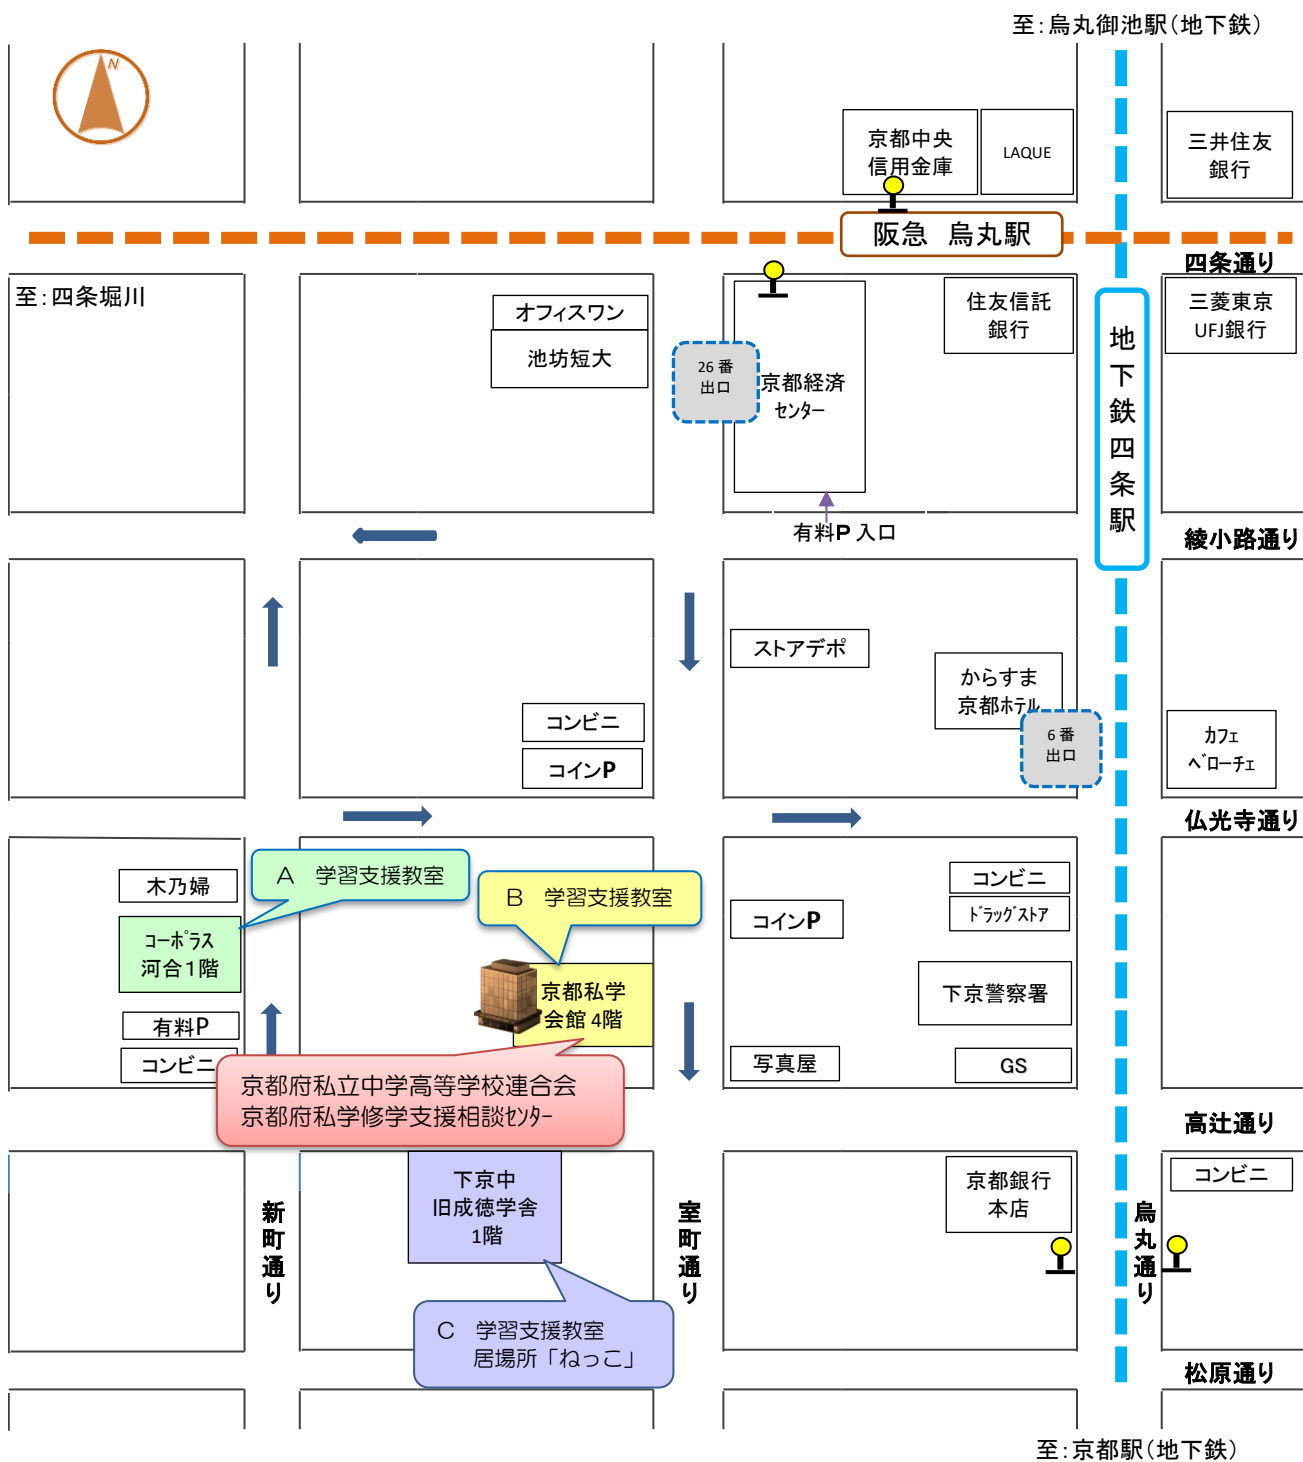 至：烏丸御池駅（地下鉄）
N
京都中央
信用金庫
LAQUE
三井住友
銀行
阪急　烏丸駅
四条通り
至：四条堀川
オフィスワン
池坊短大
26 番
出口
京都経済
センター
住友信託
銀行
地下鉄四条駅
三菱東京
UFJ銀行
有料P 入口
綾小路通り
ストアデポ
からすま
京都ホテル
コンビニ
コインP
6 番
出口
カフェ
ベローチェ
仏光寺通り
木乃婦
A　学習支援教室
B　学習支援教室
コーポラス
河合１階
コインP
コンビニ
ドラッグストア
京都私学
会館 4階
下京警察署
有料P
コンビニ
写真屋
GS
京都府私立中学高等学校連合会
京都府私学修学支援相談センター
高辻通り
下京中
旧成徳学舎
1階
京都銀行
本店
コンビニ
新町通り
室町通り
烏丸通り
C　学習支援教室
居場所「ねっこ」
松原通り
至：京都駅（地下鉄）